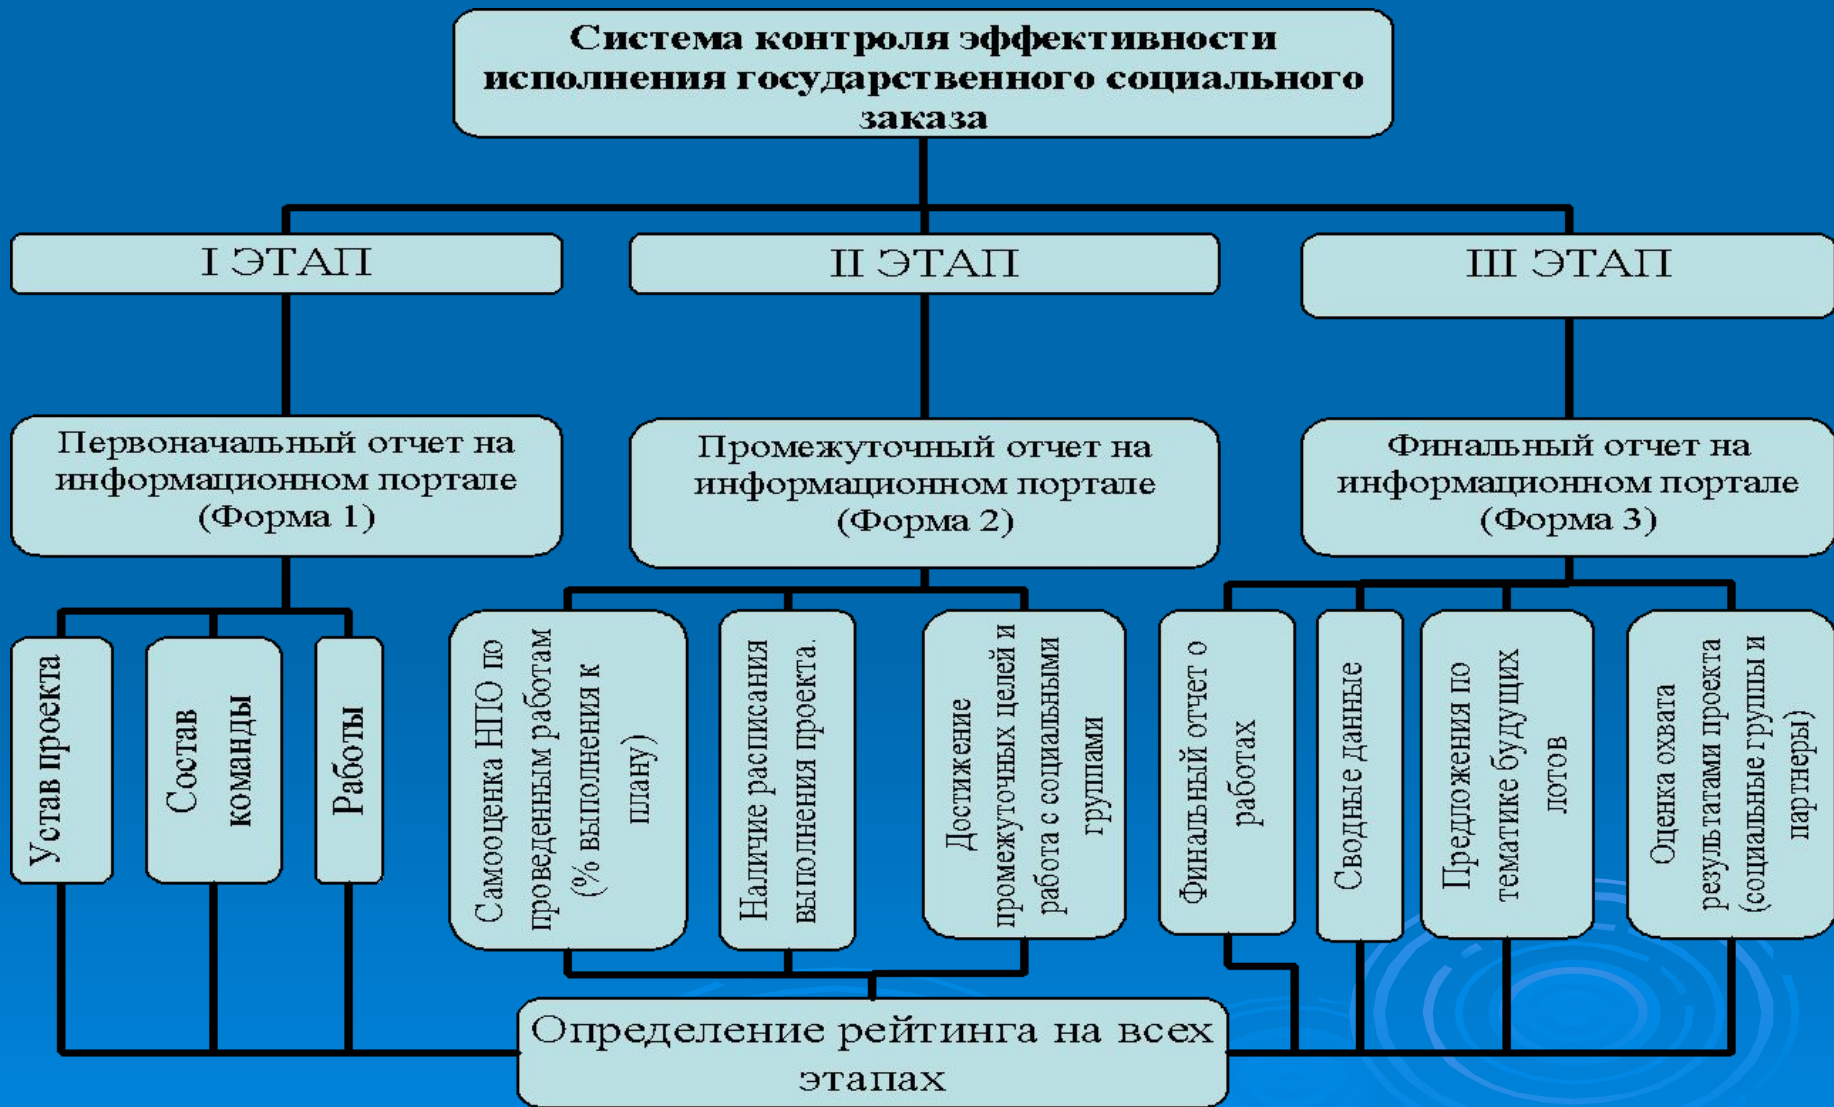 Система контроля эффективности
исполнения государственного социального
заказа
I ЭТАП
II ЭТАП
III ЭТАП
Первоначальный отчет на
информационном портале
(Форма 1)
Промежуточный отчет на
информационном портале
(Форма 2)
Финальный отчет на
информационном портале
(Форма 3)
Устав проекта
Состав
команды
Работы
Самооценка НПО по
проведенным работам
(% выполнения к
плану)
Наличие расписания
выполнения проекта.
Достижение
промежуточных целей и
работа с социальными
группами
Финальный отчет о
работах
Сводные данные
Предложения по
тематике будущих
лотов
Оценка охвата
результатами проекта
(социальные группы и
партнеры)
Определение рейтинга на всех
этапах